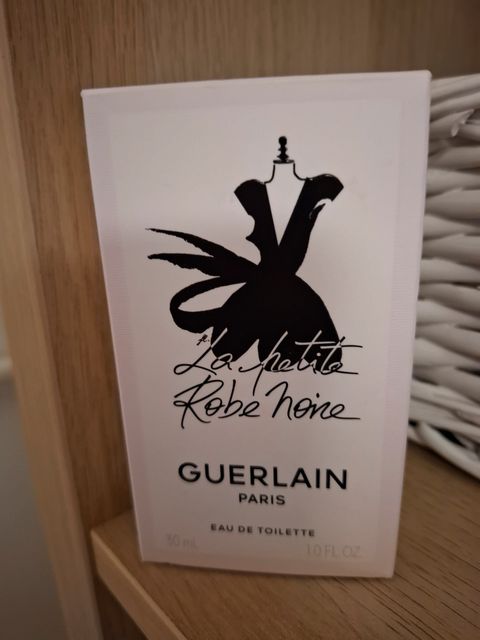 La petite
Robe noire
GUERLAIN
PARIS
EAU DE TOILETTE
30 mL 1.0 FL.OZ